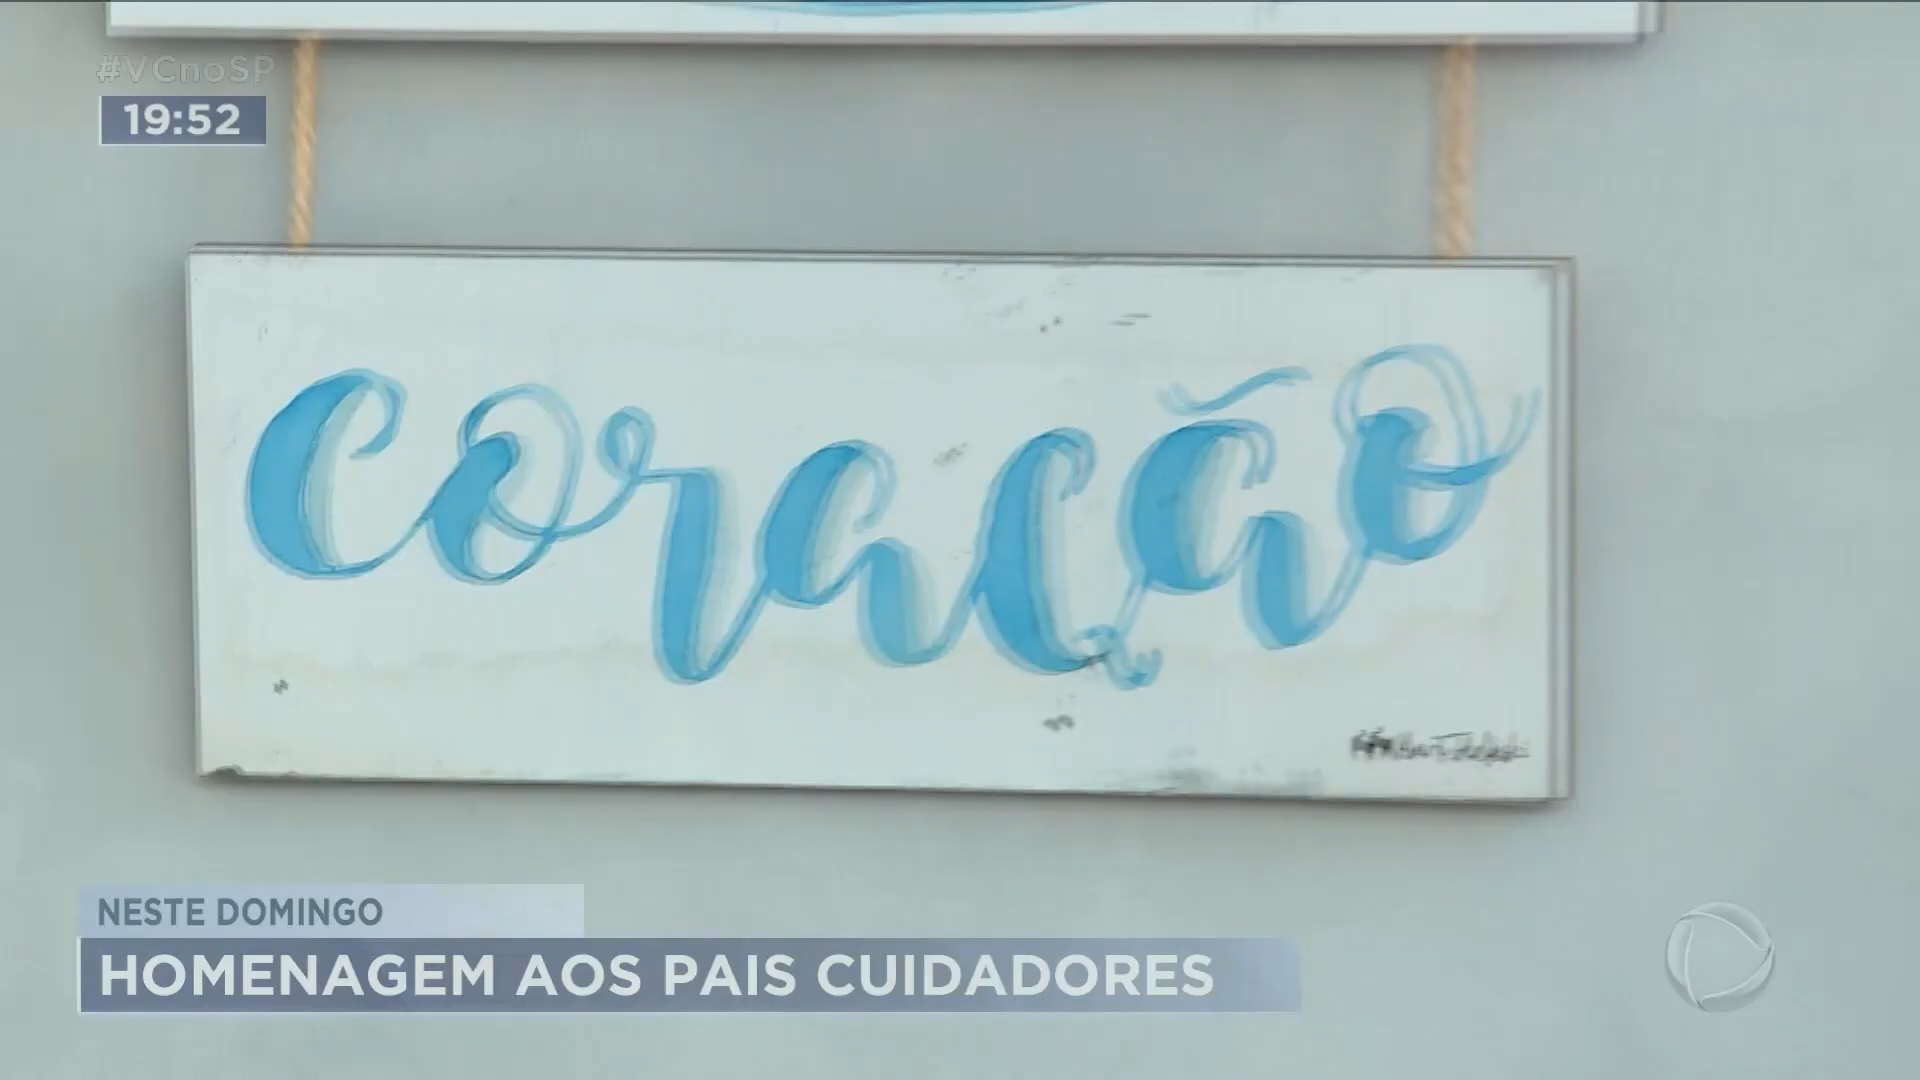 #VCnoSP
19:52
coração
NESTE DOMINGO
HOMENAGEM AOS PAIS CUIDADORES